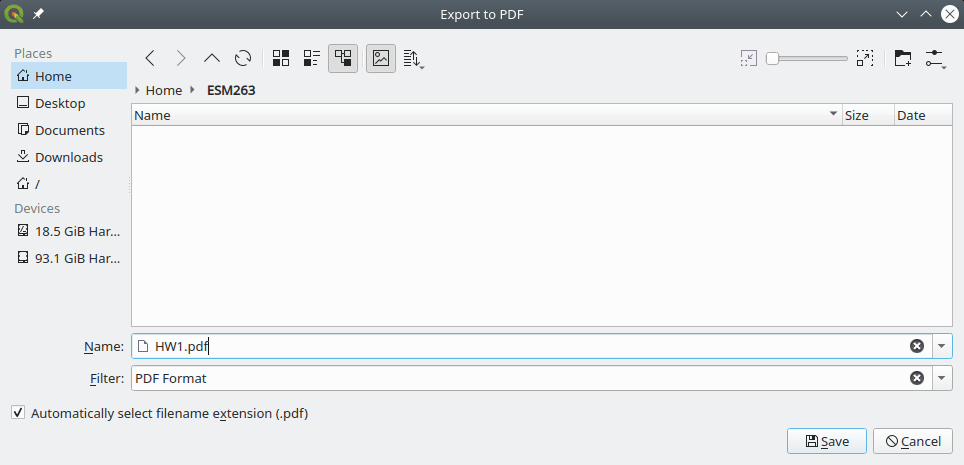 Export to PDF
Places
Home
Desktop
Documents
Downloads
/
Devices
18.5 GiB Har...
93.1 GiB Har...
Home ESM263
Name Size Date
Name: HW1.pdf
Filter: PDF Format
Automatically select filename extension (.pdf)
Save Cancel